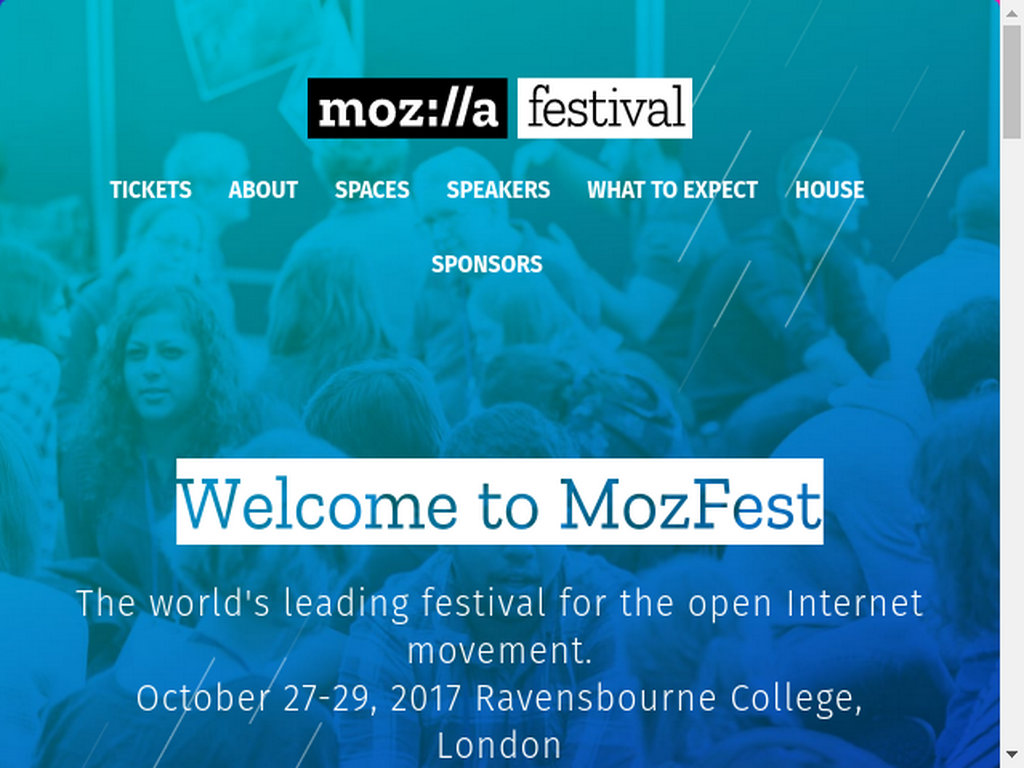 moz://a festival
TICKETS ABOUT SPACES SPEAKERS WHAT TO EXPECT HOUSE
SPONSORS
Welcome to MozFest
The world's leading festival for the open Internet
movement.
October 27-29, 2017 Ravensbourne College,
London